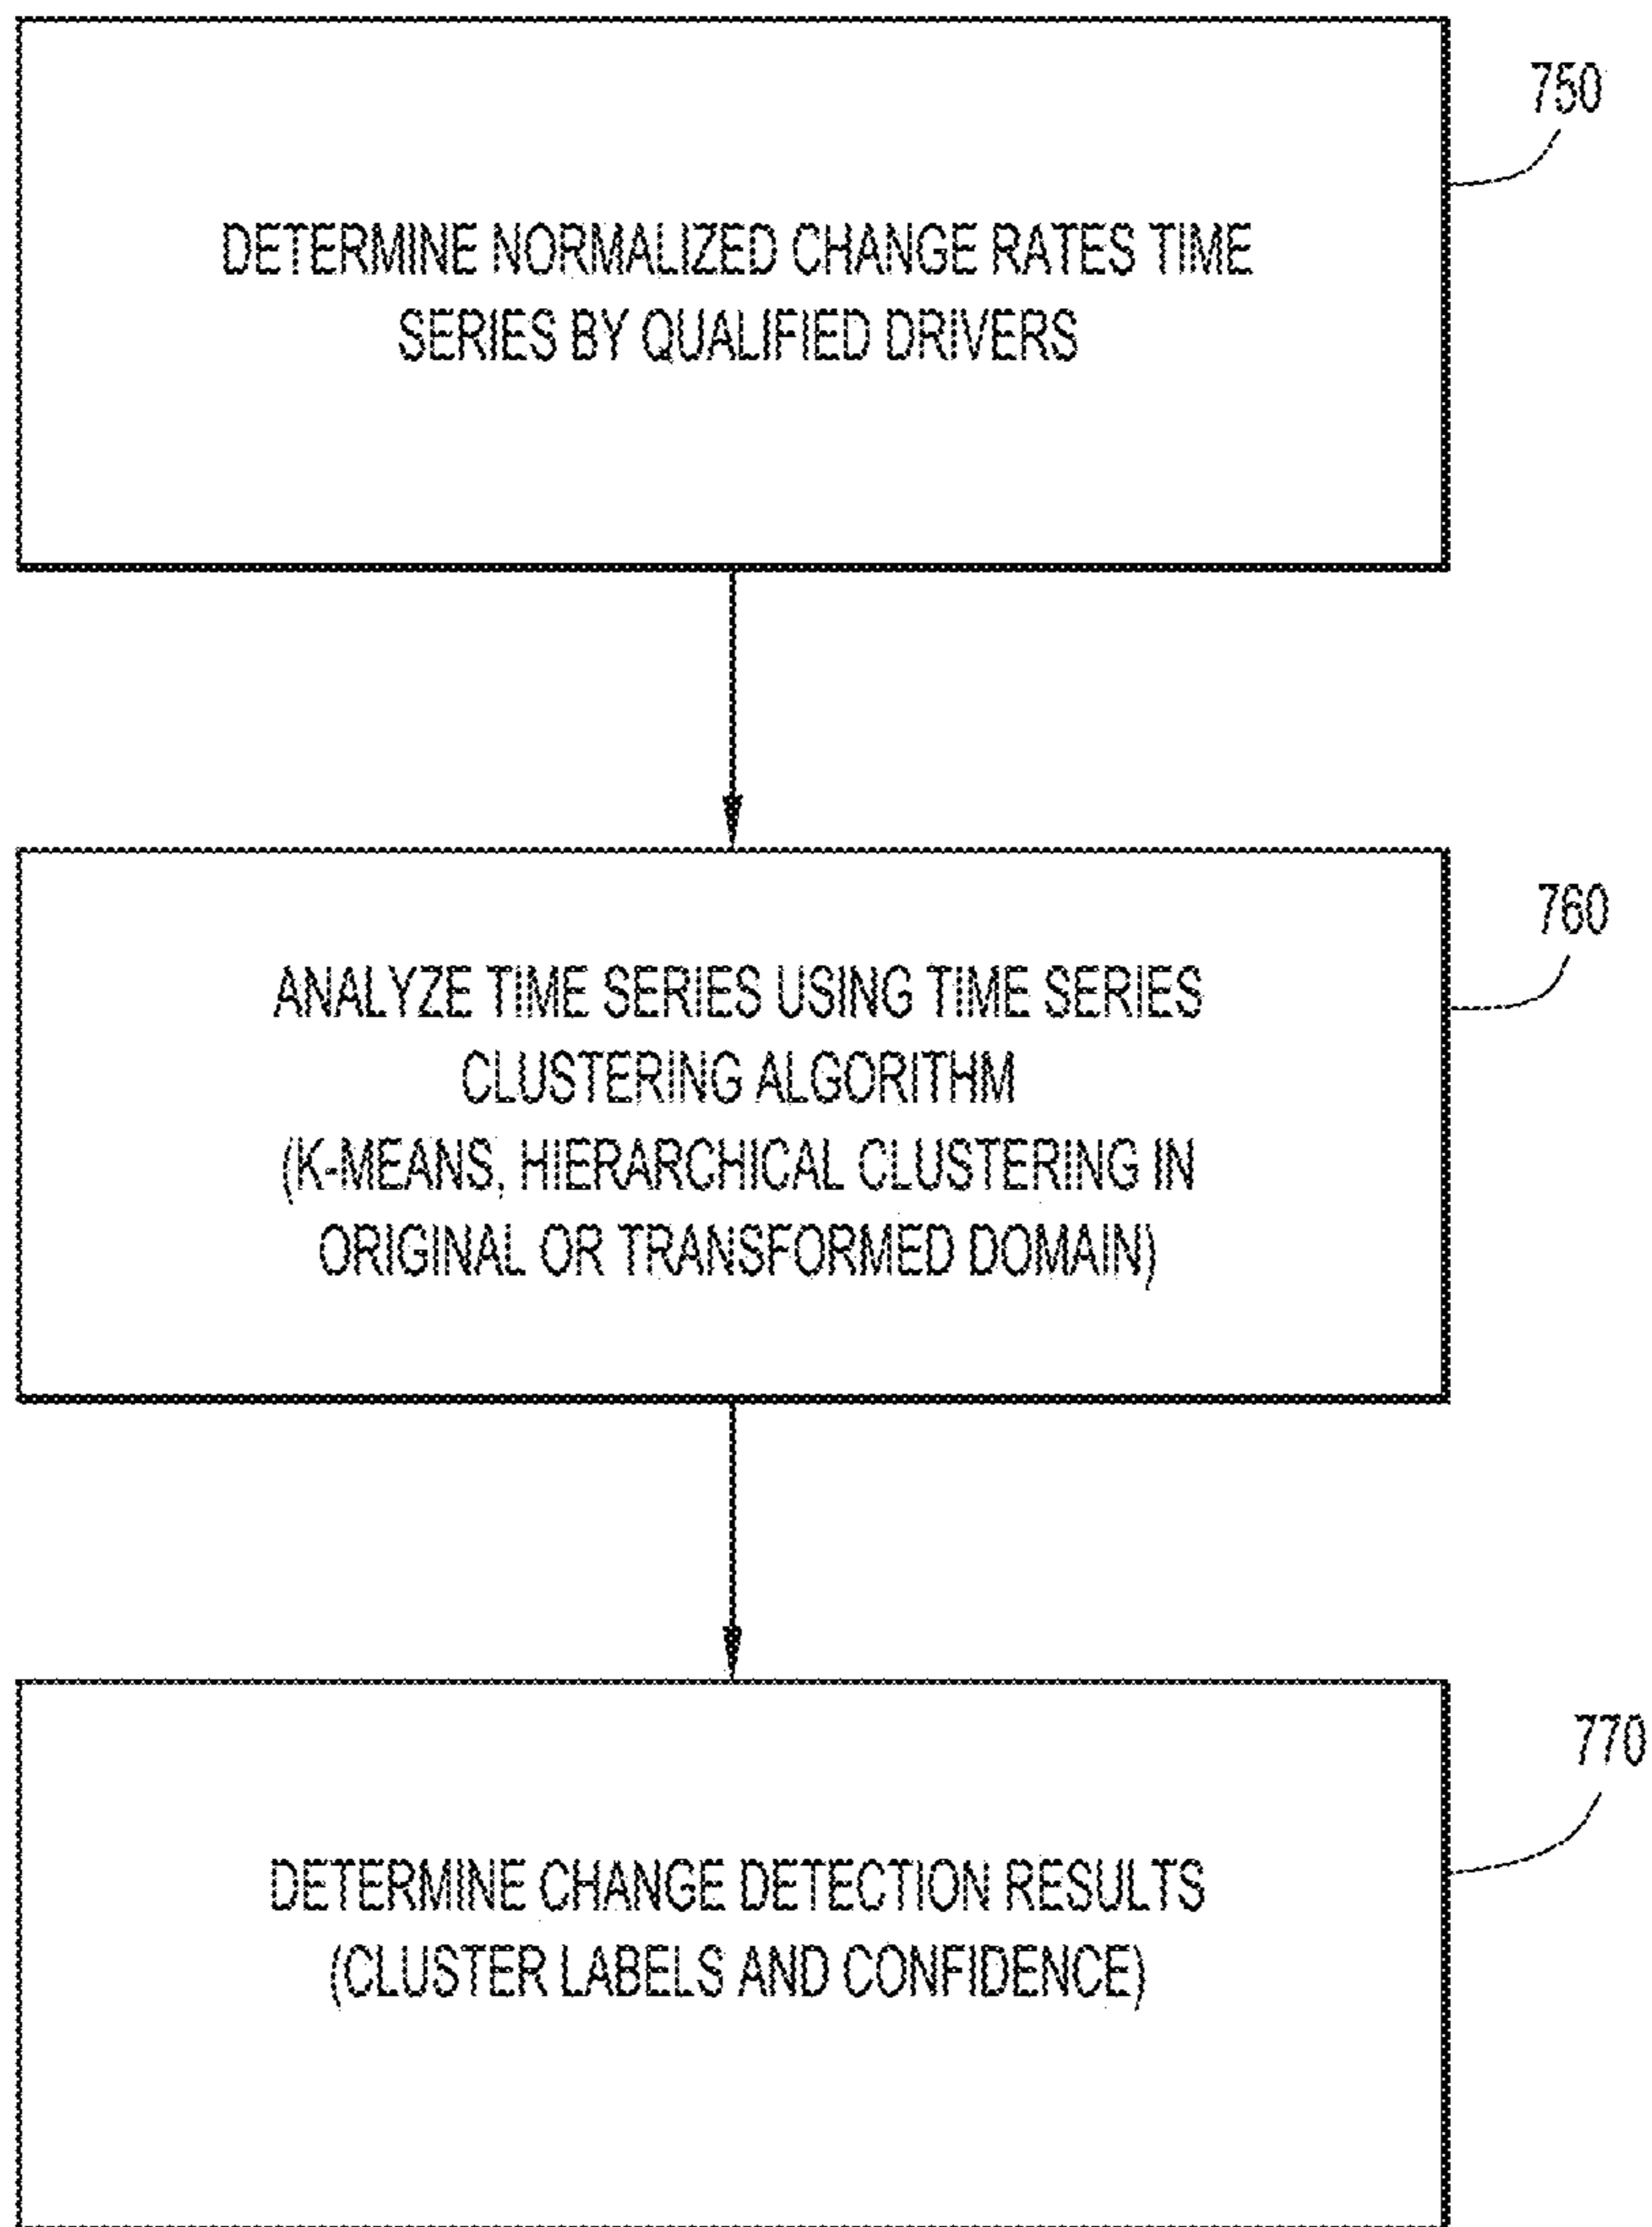 750
DETERMINE NORMALIZED CHANGE RATES TIME
SERIES BY QUALIFIED DRIVERS
760
ANALYZE TIME SERIES USING TIME SERIES
CLUSTERING ALGORITHM
(K-MEANS, HIERARCHICAL CLUSTERING IN
ORIGINAL OR TRANSFORMED DOMAIN)
770
DETERMINE CHANGE DETECTION RESULTS
(CLUSTER LABELS AND CONFIDENCE)